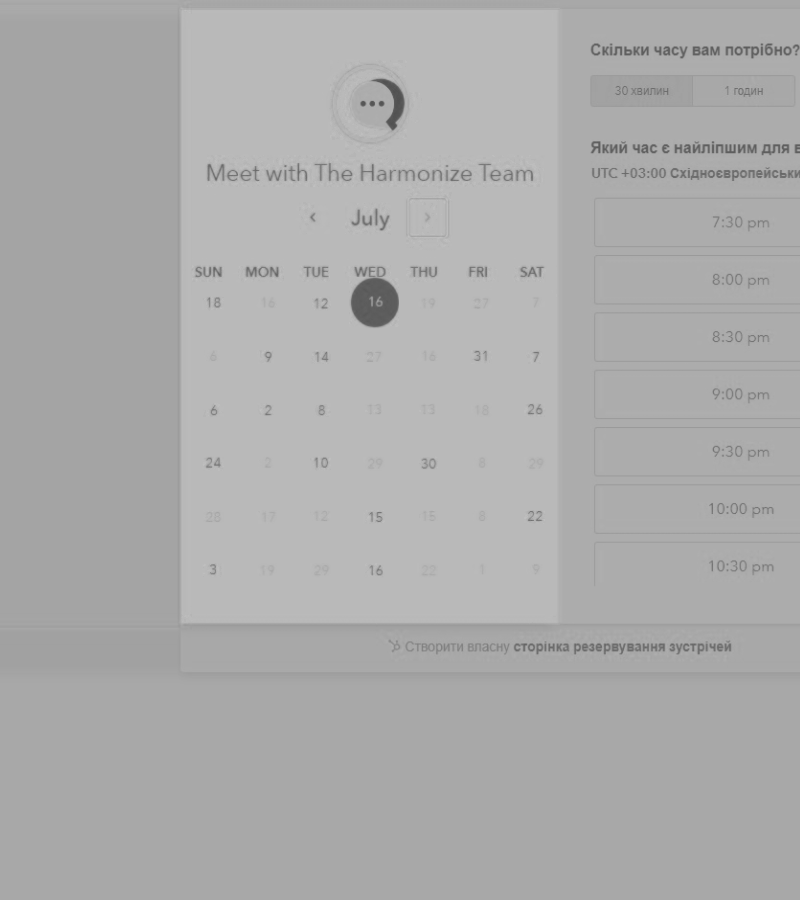 Meet with The Harmonize Team
July
SUN MON TUE WED THU FRI SAT
18 16 12 16 19 27 7
6 9 14 27 16 31 7
6 2 8 13 13 18 26
24 2 10 29 30 8 29
28 17 12 15 15 8 22
3 19 29 16 22 1 9
Скільки часу вам потрібно?
30 хвилин 1 годин
Який час є найліпшим для в
UTC +03:00 Східноєвропейськи
7:30 pm
8:00 pm
8:30 pm
9:00 pm
9:30 pm
10:00 pm
10:30 pm
Створити власну сторінка резервування зустрічей